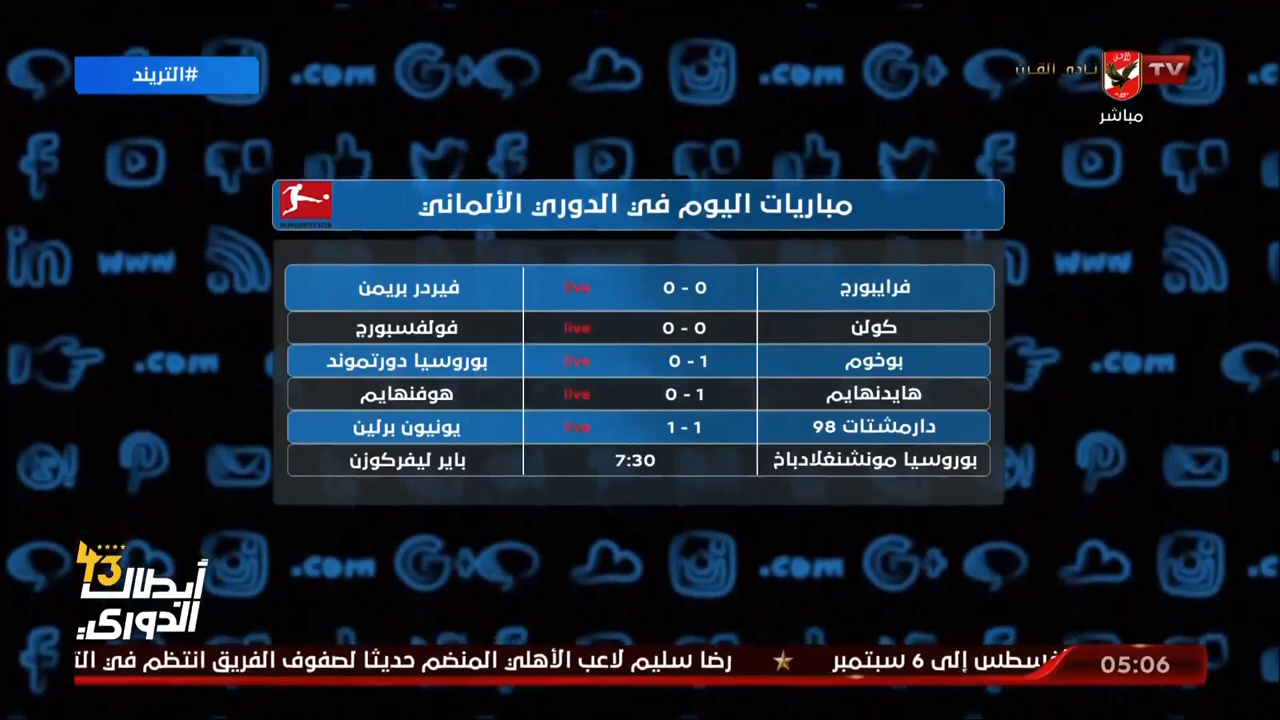 #التريند
نادي القرن TV
مباشر
مباريات اليوم في الدوري الألماني
BUNDESLIGA
فرايبورج 0 - 0 live فيردر بريمن
كولن 0 - 0 live فولفسبورج
بوخوم 0 - 1 live بوروسيا دورتموند
هايدنهايم 0 - 1 live هوفنهايم
دارمشتات 98 1 - 1 live يونيون برلين
بوروسيا مونشنغلادباخ 7:30 باير ليفركوزن
43
أبطال
الدوري
05:06 إلى 6 سبتمبر رضا سليم لاعب الأهلي المنضم حديثا لصفوف الفريق انتظم في